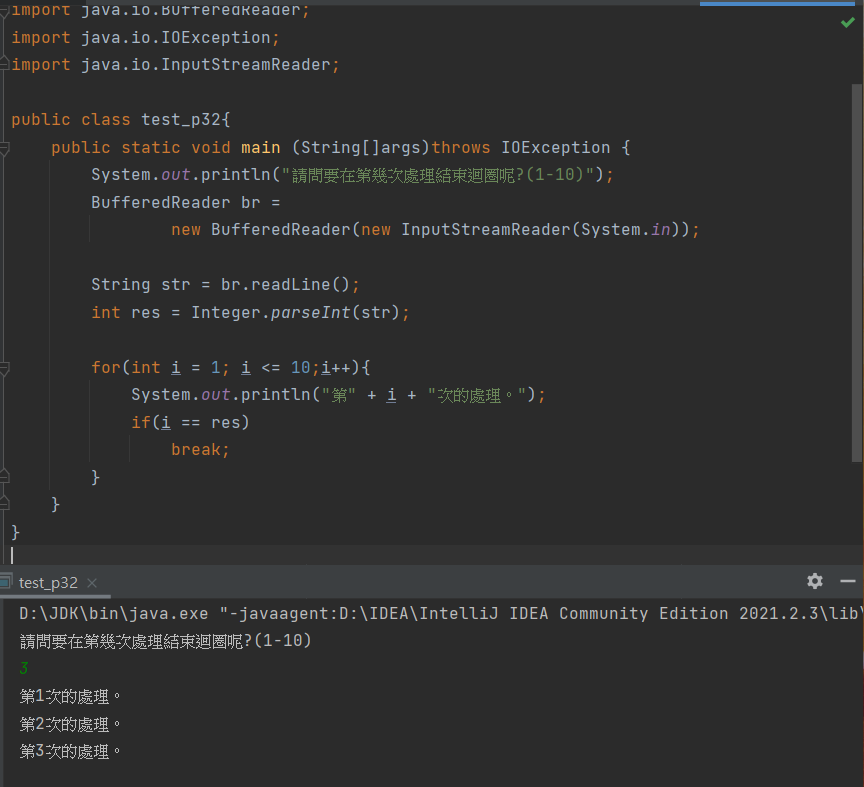 import java.io.BufferedReader;
import java.io.IOException;
import java.io.InputStreamReader;
public class test_p32{
public static void main (String[]args)throws IOException {
System.out.println("請問要在第幾次處理結束迴圈呢?(1-10)");
BufferedReader br =
new BufferedReader(new InputStreamReader(System.in));
String str = br.readLine();
int res = Integer.parseInt(str);
for(int i = 1; i <= 10;i++){
System.out.println("第" + i + "次的處理。");
if(i == res)
break;
}
}
}
test_p32
D:\JDK\bin\java.exe "-javaagent:D:\IDEA\IntelliJ IDEA Community Edition 2021.2.3\lib\
請問要在第幾次處理結束迴圈呢?(1-10)
3
第1次的處理。
第2次的處理。
第3次的處理。